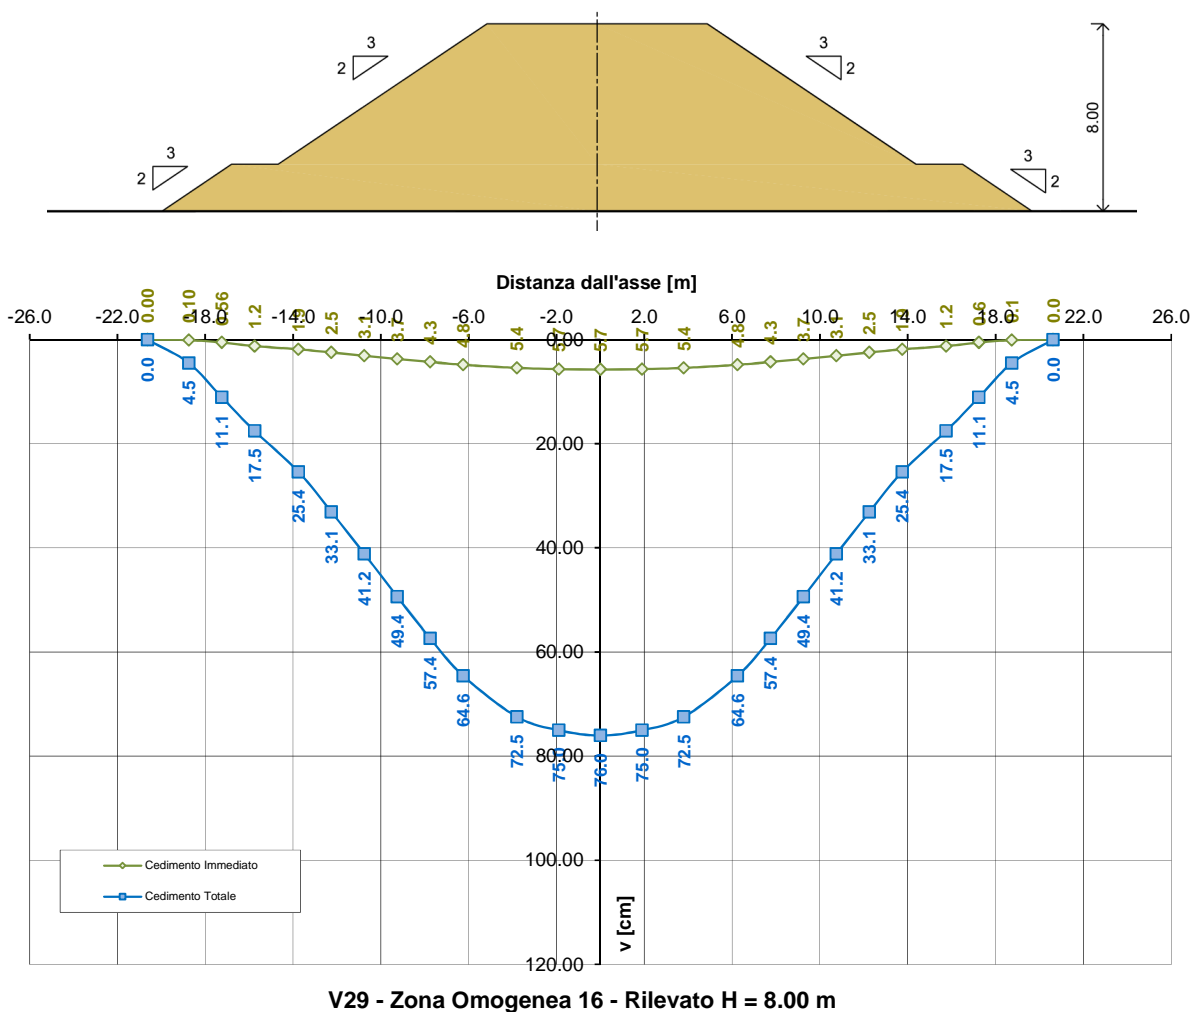 3
2
3
2
3
2
3
2
8.00
Distanza dall'asse [m]
-26.0 -22.0 -18.0 -14.0 -10.0 -6.0 -2.0 2.0 6.0 10.0 14.0 18.0 22.0 26.0
0.00 0.10 0.56 1.2 1.9 2.5 3.1 3.7 4.3 4.8 5.4 5.7 5.7 5.7 5.4 4.8 4.3 3.7 3.1 2.5 1.9 1.2 0.6 0.1 0.0
0.00
20.00
40.00
60.00
80.00
100.00
120.00
0.0 4.5 11.1 17.5 25.4 33.1 41.2 49.4 57.4 64.6 72.5 75.0 76.0 75.0 72.5 64.6 57.4 49.4 41.2 33.1 25.4 17.5 11.1 4.5 0.0
v [cm]
Cedimento Immediato
Cedimento Totale
V29 - Zona Omogenea 16 - Rilevato H = 8.00 m